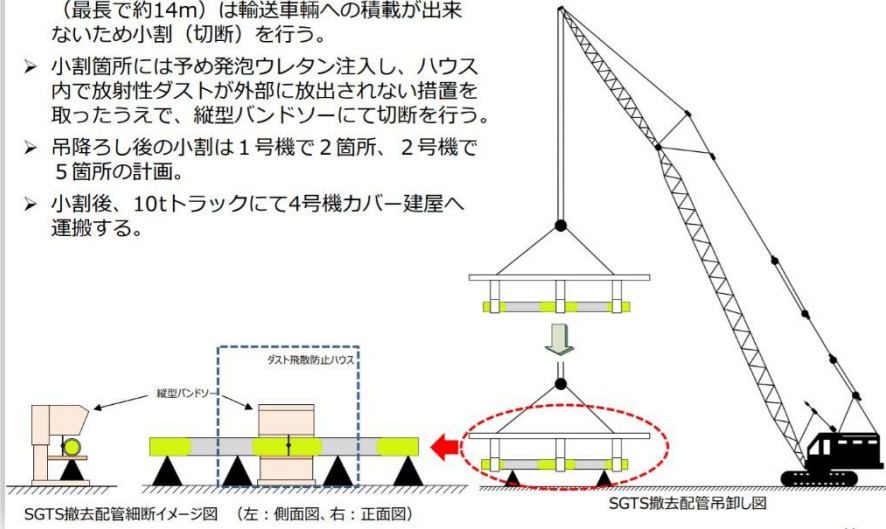 （最長で約14m）は輸送車輛への積載が出来
ないため小割（切断）を行う。
➢ 小割箇所には予め発泡ウレタン注入し、ハウス
内で放射性ダストが外部に放出されない措置を
取ったうえで、縦型バンドソーにて切断を行う。
➢ 吊降ろし後の小割は１号機で２箇所、２号機で
５箇所の計画。
➢ 小割後、10tトラックにて4号機カバー建屋へ
運搬する。
ダスト飛散防止ハウス
縦型バンドソー
SGTS撤去配管細断イメージ図　（左：側面図、右：正面図）
SGTS撤去配管吊卸し図